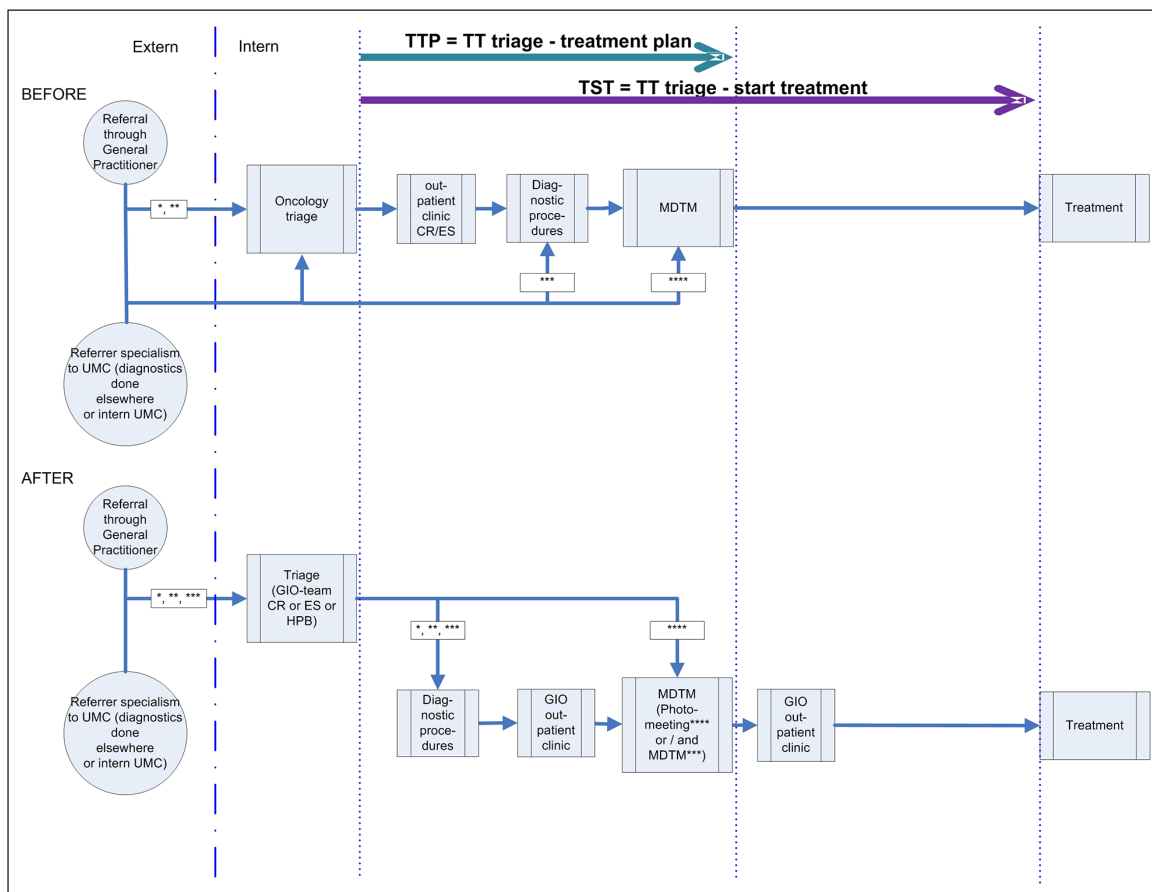 Extern
Intern
TTP = TT triage - treatment plan
TST = TT triage - start treatment
BEFORE
Referral
through
General
Practitioner
*, **
Oncology
triage
out-
patient
clinic
CR/ES
Diag-
nostic
proce-
dures
MDTM
Treatment
***
****
Referrer specialism
to UMC (diagnostics
done
elsewhere
or intern UMC)
AFTER
Referral
through
General
Practitioner
*, **, ***
Triage
(GIO-team
CR or ES or
HPB)
*, **, ***
****
Referrer specialism
to UMC (diagnostics
done
elsewhere
or intern UMC)
Diag-
nostic
proce-
dures
GIO
out-
patient
clinic
MDTM
(Photo-
meeting****
or / and
MDTM***)
GIO
out-
patient
clinic
Treatment